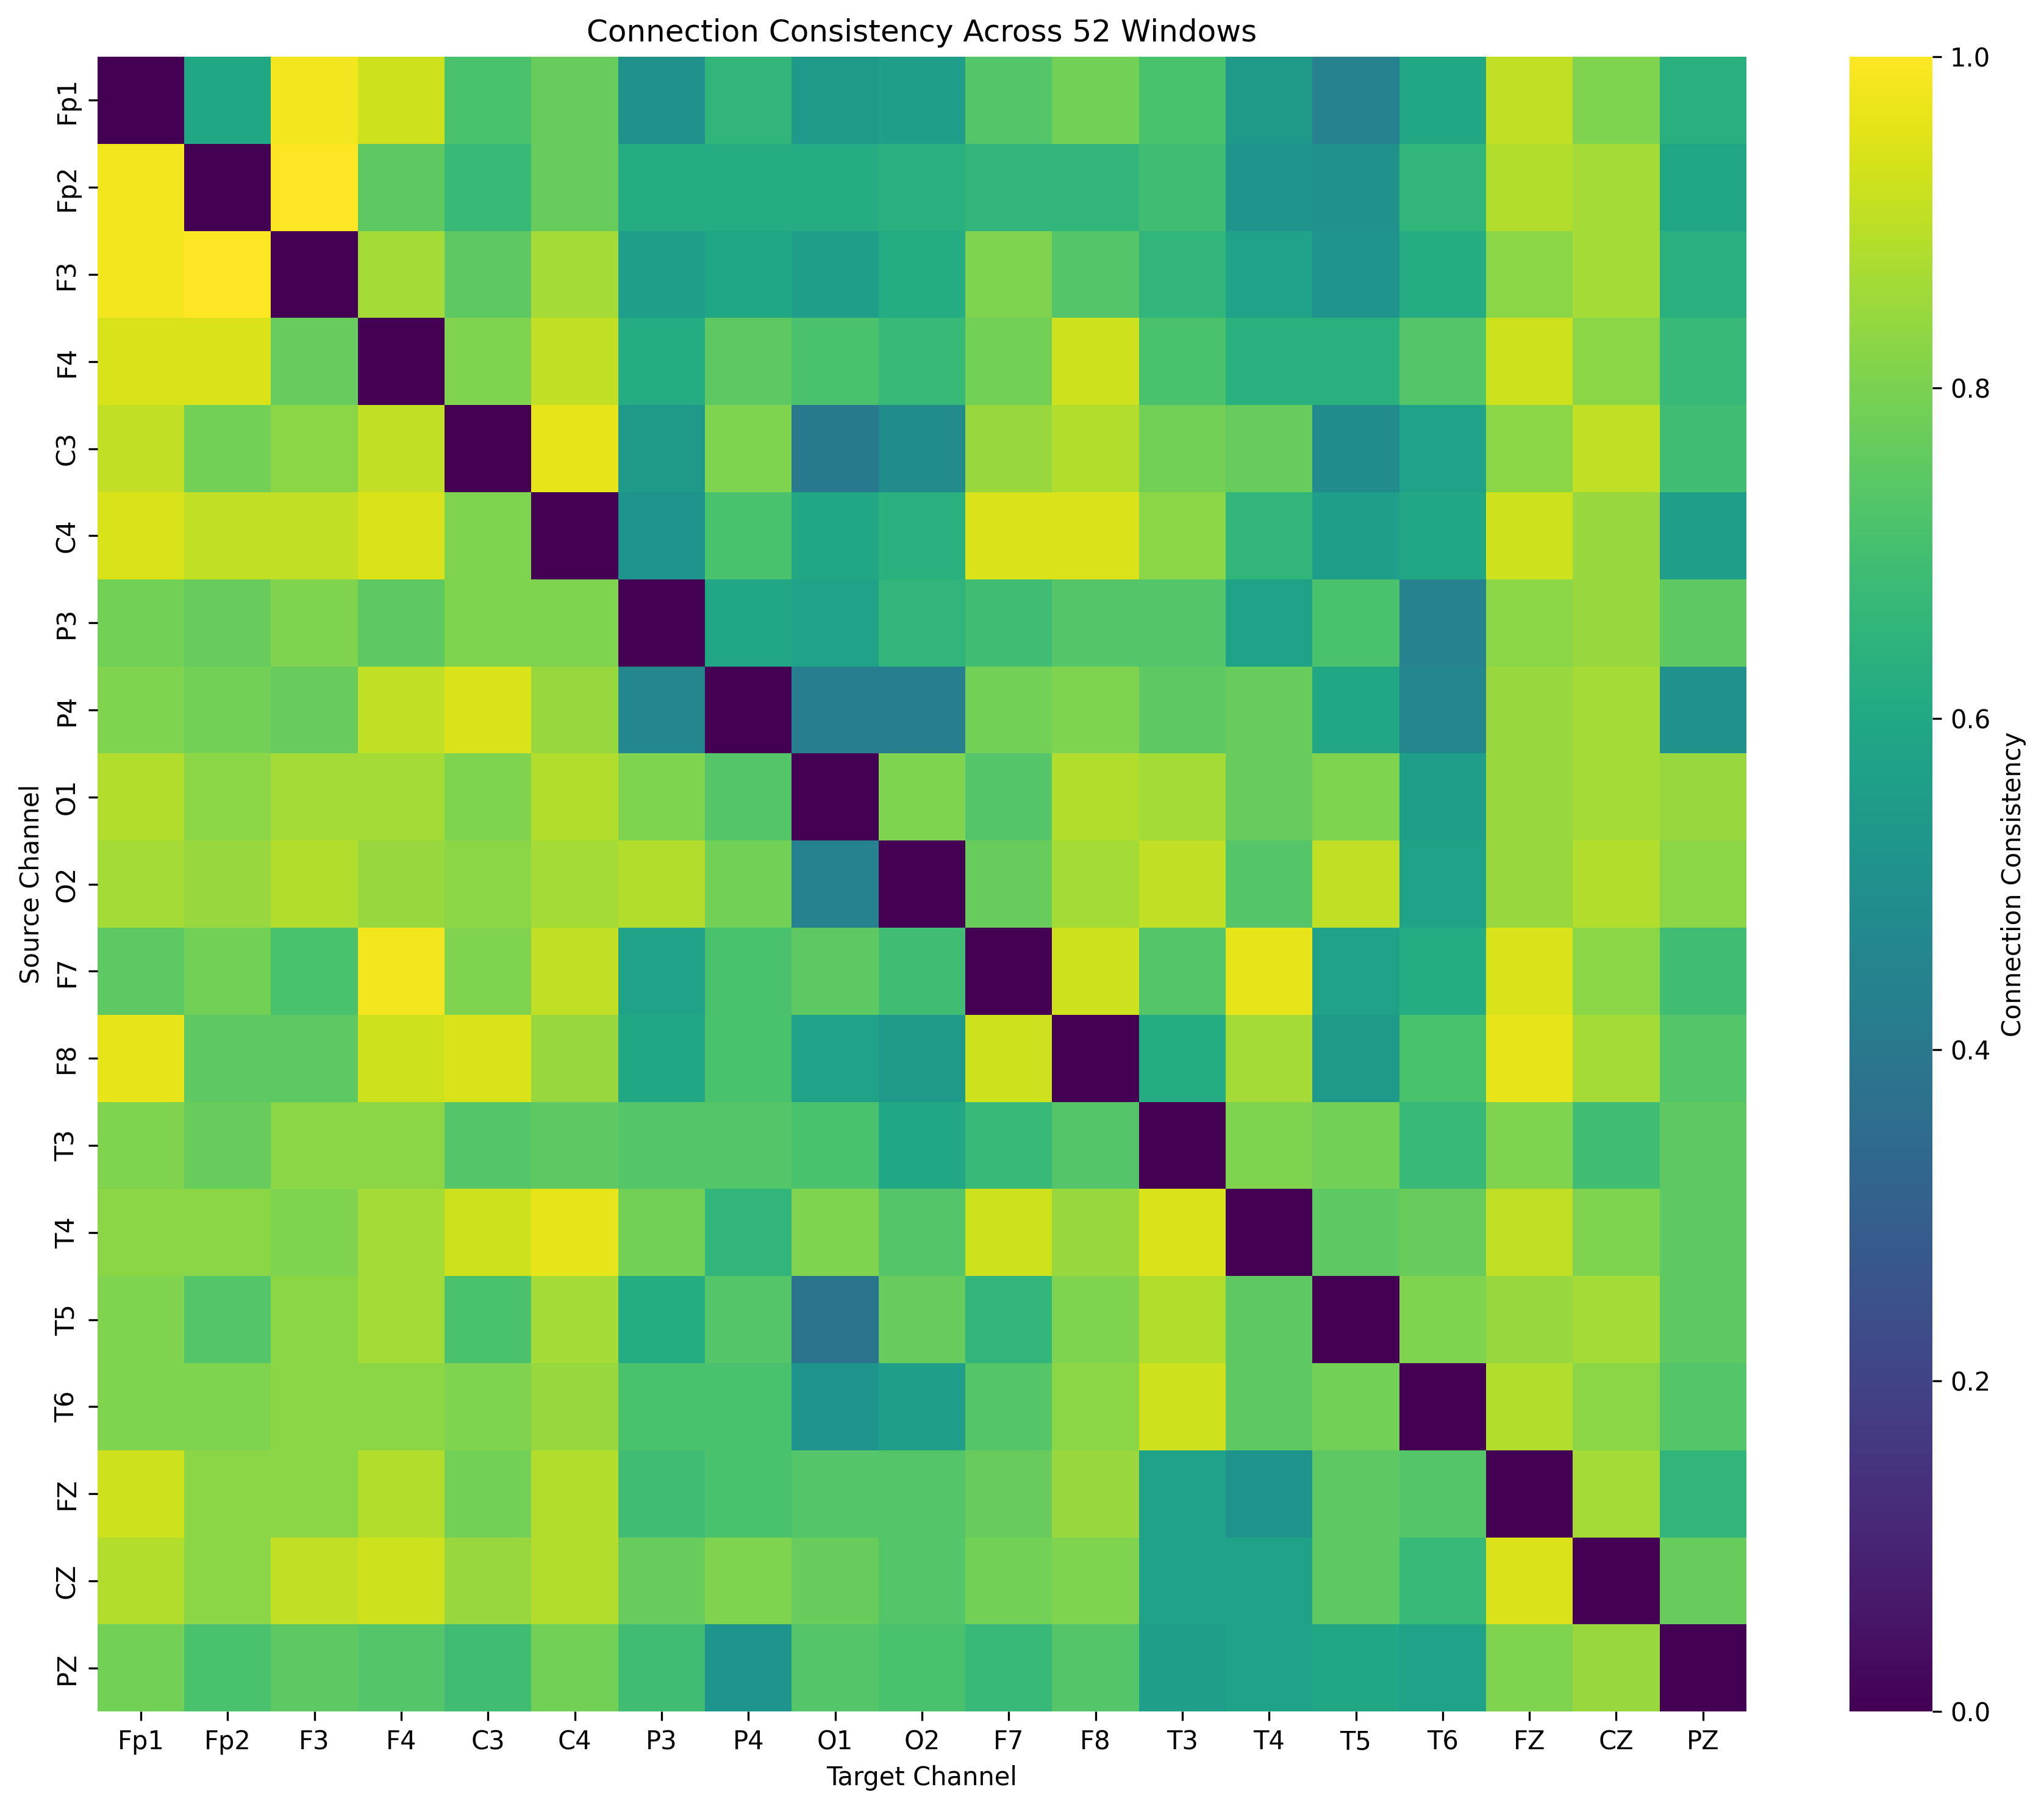 Connection Consistency Across 52 Windows
Fp1
Fp2
F3
F4
C3
C4
P3
P4
O1
O2
F7
F8
T3
T4
T5
T6
FZ
CZ
PZ
Source Channel
Fp1 Fp2 F3 F4 C3 C4 P3 P4 O1 O2 F7 F8 T3 T4 T5 T6 FZ CZ PZ
Target Channel
1.0
0.8
0.6
0.4
0.2
0.0
Connection Consistency